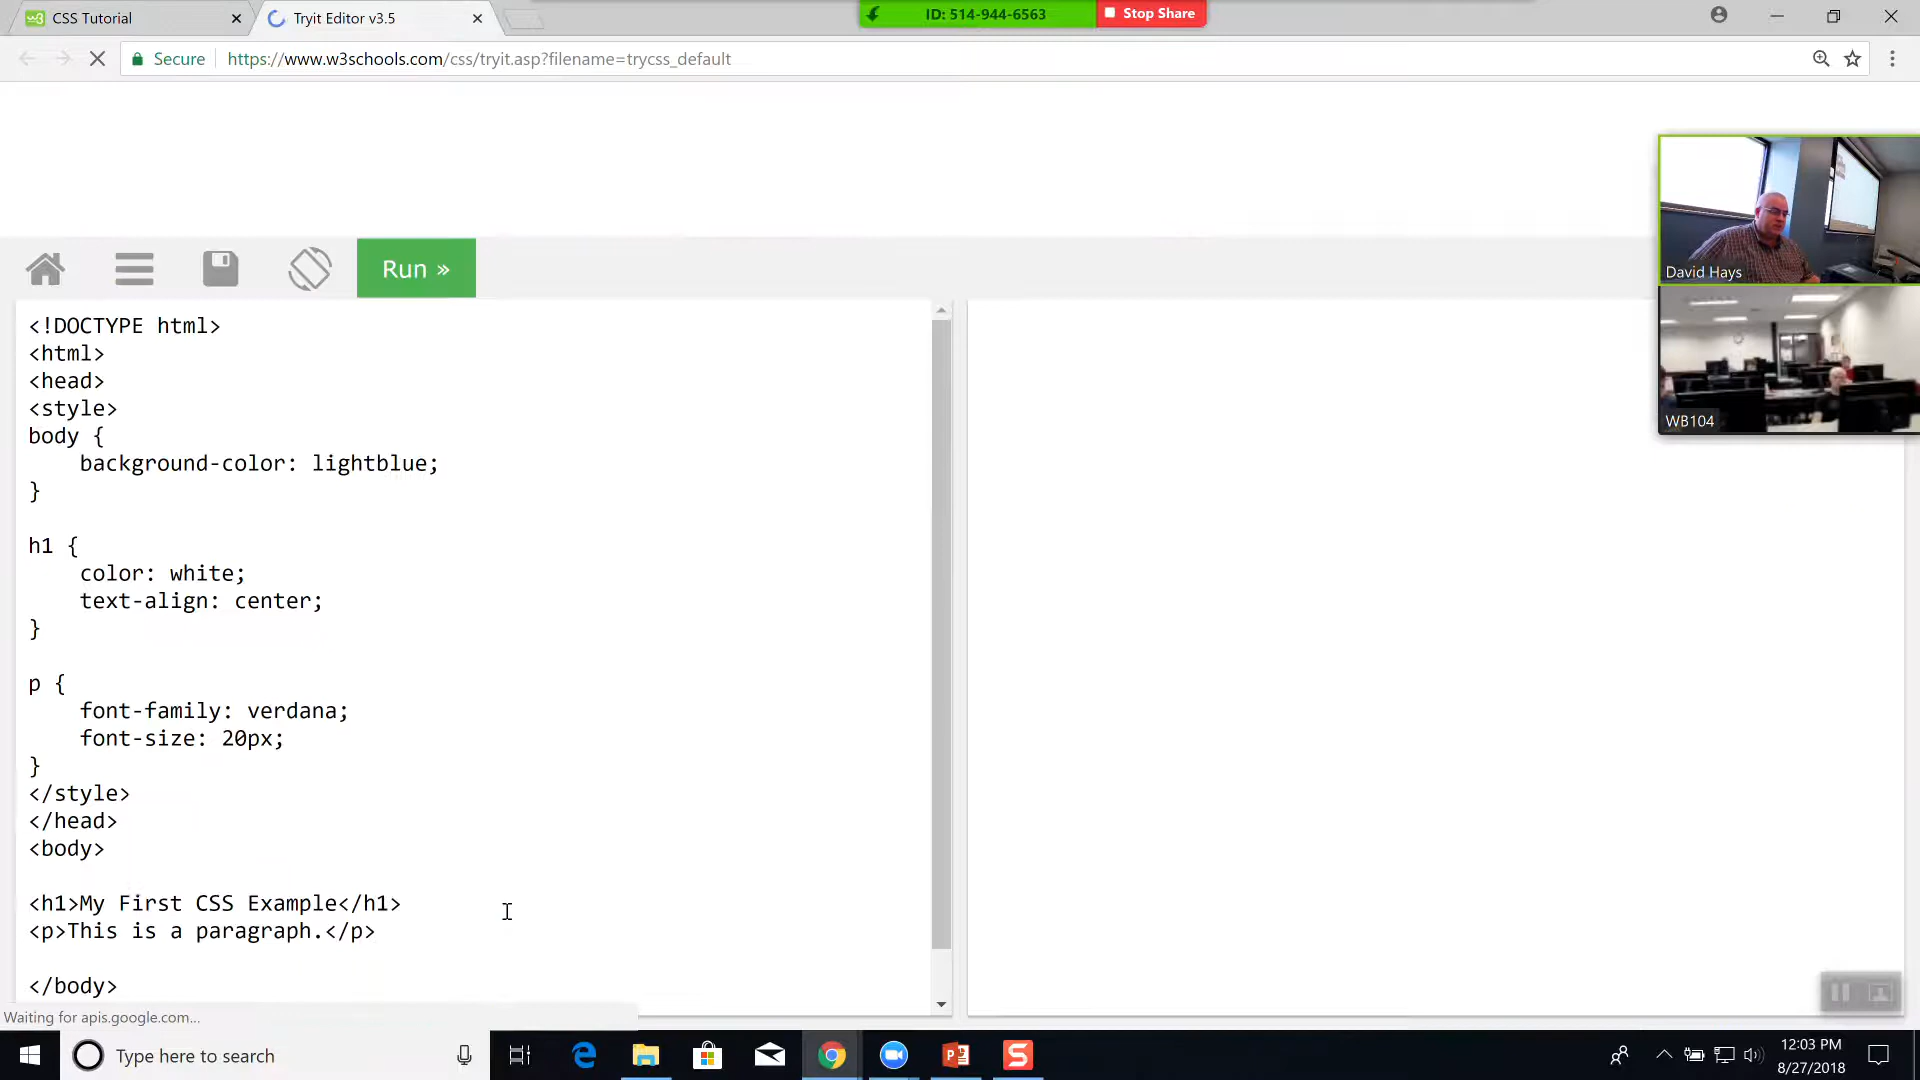 CSS Tutorial
Tryit Editor v3.5
ID: 514-944-6563
Stop Share
Secure
https://www.w3schools.com/css/tryit.asp?filename=trycss_default
Run »
David Hays
WB104
<!DOCTYPE html>
<html>
<head>
<style>
body {
    background-color: lightblue;
}

h1 {
    color: white;
    text-align: center;
}

p {
    font-family: verdana;
    font-size: 20px;
}
</style>
</head>
<body>

<h1>My First CSS Example</h1>
<p>This is a paragraph.</p>

</body>
Waiting for apis.google.com...
Type here to search
12:03 PM
8/27/2018